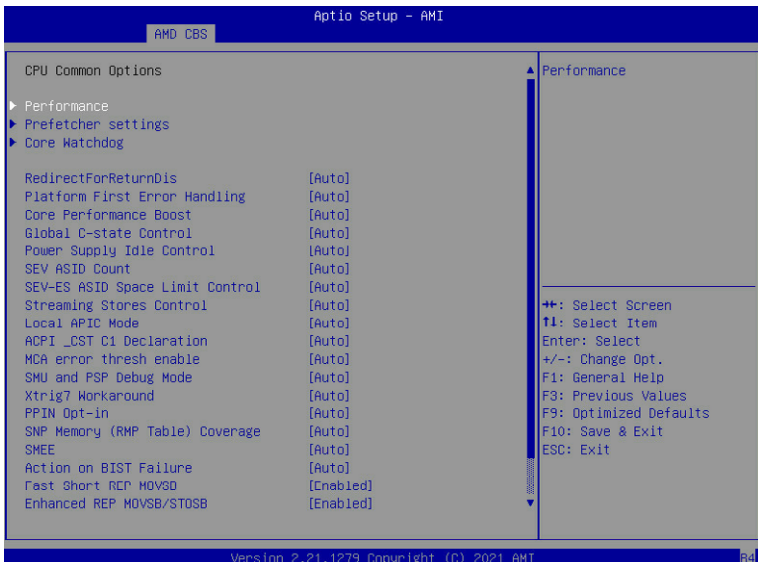 Aptio Setup – AMI
AMD CBS
CPU Common Options
Performance
Prefetcher settings
Core Watchdog
RedirectForReturnDis [Auto]
Platform First Error Handling [Auto]
Core Performance Boost [Auto]
Global C-state Control [Auto]
Power Supply Idle Control [Auto]
SEV ASID Count [Auto]
SEV-ES ASID Space Limit Control [Auto]
Streaming Stores Control [Auto]
Local APIC Mode [Auto]
ACPI _CST C1 Declaration [Auto]
MCA error thresh enable [Auto]
SMU and PSP Debug Mode [Auto]
Xtrig7 Workaround [Auto]
PPIN Opt-in [Auto]
SNP Memory (RMP Table) Coverage [Auto]
SMEE [Auto]
Action on BIST Failure [Auto]
Fast Short REP MOVSD [Enabled]
Enhanced REP MOVSB/STOSB [Enabled]
Performance
→←: Select Screen
↑↓: Select Item
Enter: Select
+/-: Change Opt.
F1: General Help
F3: Previous Values
F9: Optimized Defaults
F10: Save & Exit
ESC: Exit
Version 2.21.1279 Copyright (C) 2021 AMI
B4